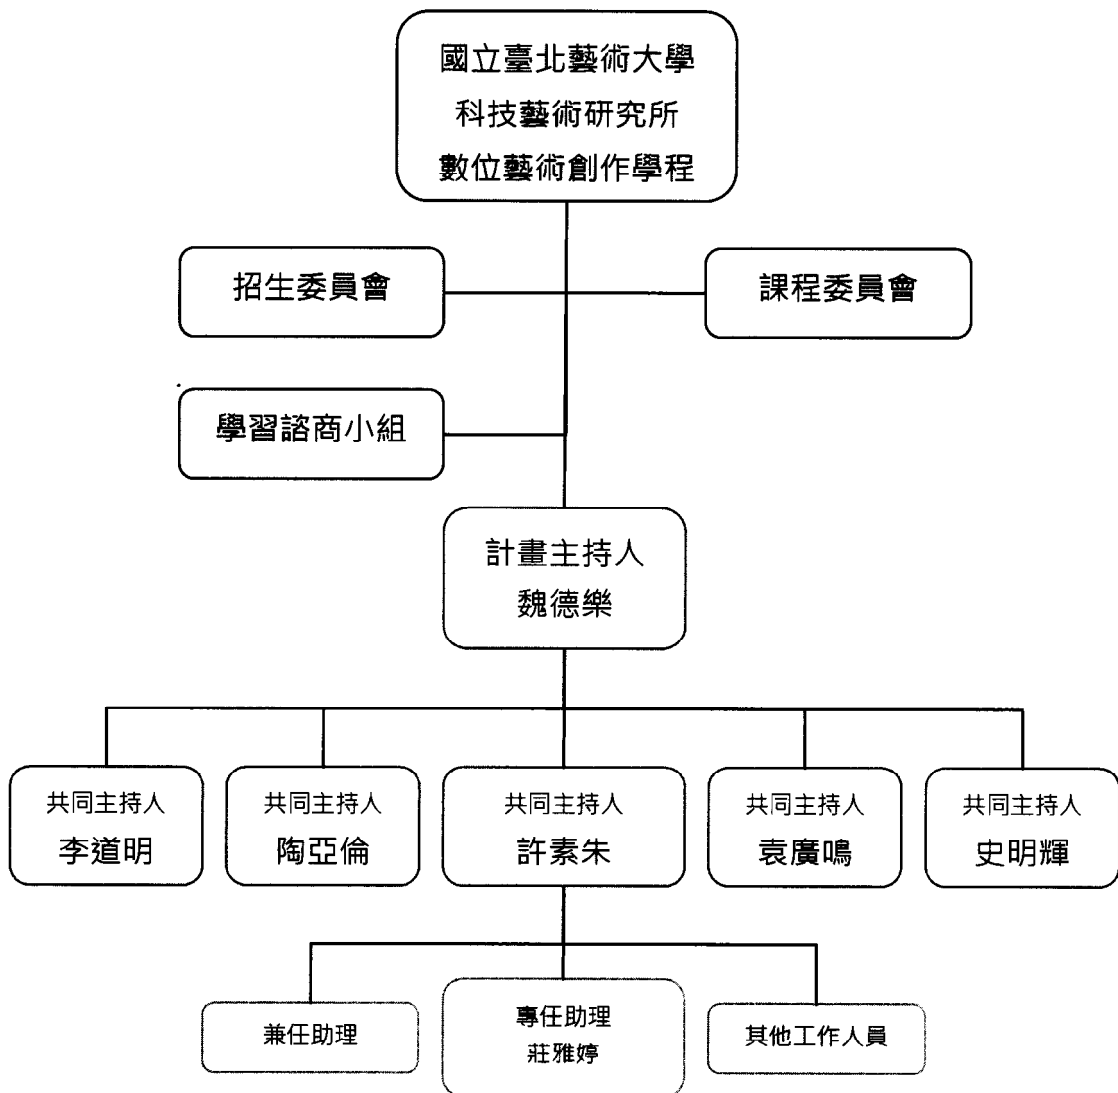 國立臺北藝術大學
科技藝術研究所
數位藝術創作學程
招生委員會
課程委員會
學習諮商小組
計畫主持人
魏德樂
共同主持人
李道明
共同主持人
陶亞倫
共同主持人
許素朱
共同主持人
袁廣鳴
共同主持人
史明輝
兼任助理
專任助理
莊雅婷
其他工作人員